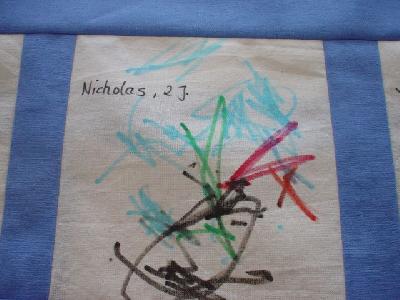 Nicholas, 2 J.